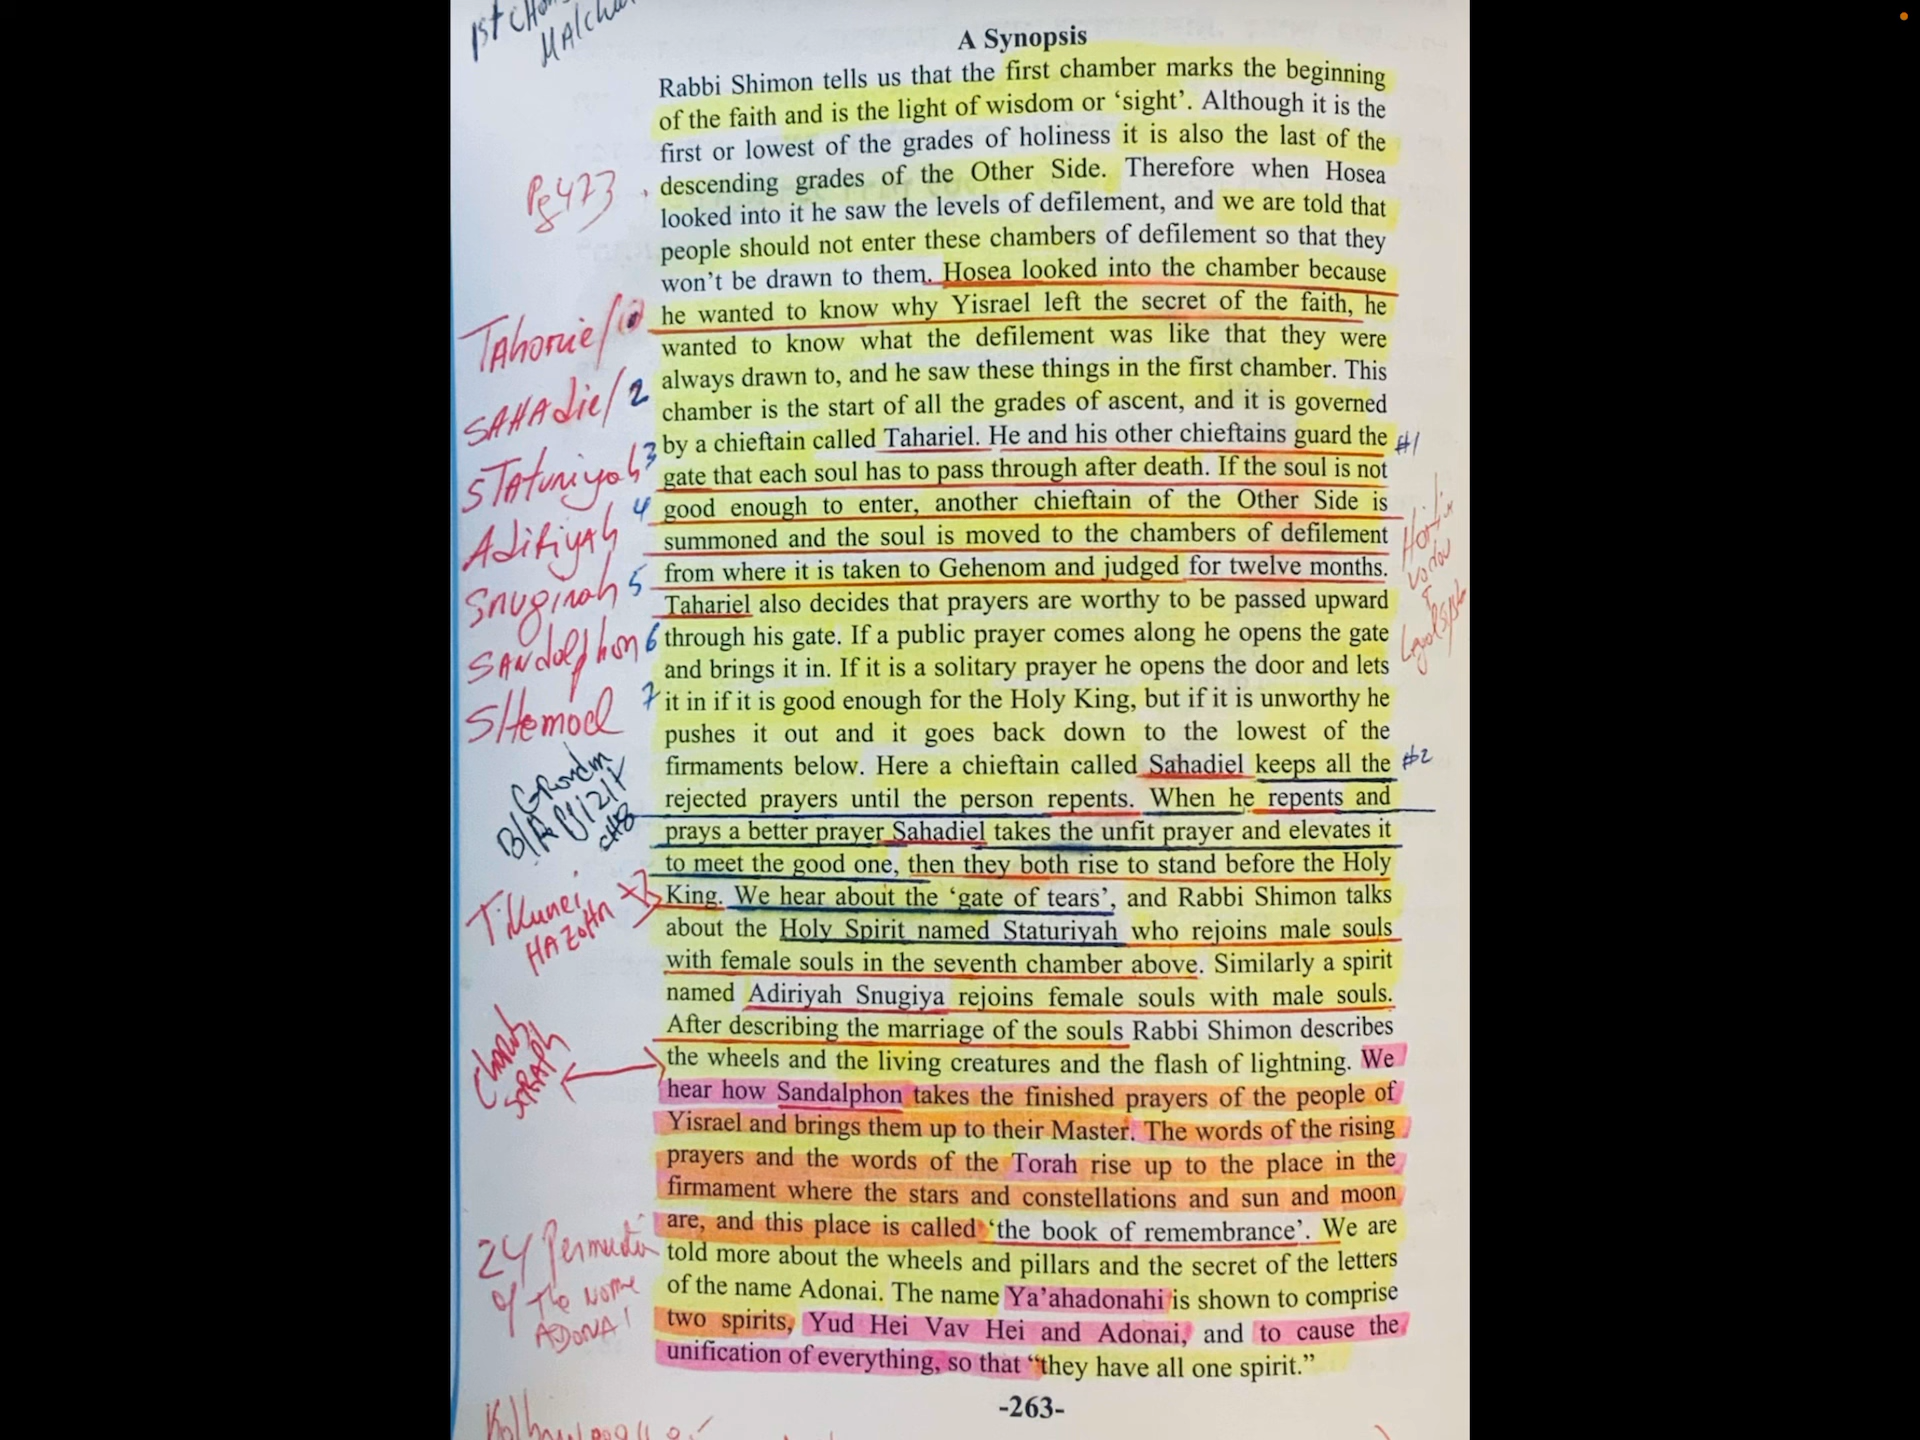 1st
A Synopsis
Rabbi Shimon tells us that the first chamber marks the beginning
of the faith and is the light of wisdom or ‘sight’. Although it is the
first or lowest of the grades of holiness it is also the last of the
Pg 473
descending grades of the Other Side. Therefore when Hosea
looked into it he saw the levels of defilement, and we are told that
people should not enter these chambers of defilement so that they
won’t be drawn to them. Hosea looked into the chamber because
he wanted to know why Yisrael left the secret of the faith, he
wanted to know what the defilement was like that they were
always drawn to, and he saw these things in the first chamber. This
chamber is the start of all the grades of ascent, and it is governed
by a chieftain called Tahariel. He and his other chieftains guard the
gate that each soul has to pass through after death. If the soul is not
good enough to enter, another chieftain of the Other Side is
summoned and the soul is moved to the chambers of defilement
from where it is taken to Gehenom and judged for twelve months.
Tahariel also decides that prayers are worthy to be passed upward
through his gate. If a public prayer comes along he opens the gate
and brings it in. If it is a solitary prayer he opens the door and lets
it in if it is good enough for the Holy King, but if it is unworthy he
pushes it out and it goes back down to the lowest of the
firmaments below. Here a chieftain called Sahadiel keeps all the
rejected prayers until the person repents. When he repents and
prays a better prayer Sahadiel takes the unfit prayer and elevates it
to meet the good one, then they both rise to stand before the Holy
King. We hear about the ‘gate of tears’, and Rabbi Shimon talks
about the Holy Spirit named Staturiyah who rejoins male souls
with female souls in the seventh chamber above. Similarly a spirit
named Adiriyah Snugiya rejoins female souls with male souls.
After describing the marriage of the souls Rabbi Shimon describes
the wheels and the living creatures and the flash of lightning. We
hear how Sandalphon takes the finished prayers of the people of
Yisrael and brings them up to their Master. The words of the rising
prayers and the words of the Torah rise up to the place in the
firmament where the stars and constellations and sun and moon
are, and this place is called ‘the book of remembrance’. We are
told more about the wheels and pillars and the secret of the letters
of the name Adonai. The name Ya’ahadonahi is shown to comprise
two spirits, Yud Hei Vav Hei and Adonai, and to cause the
unification of everything, so that “they have all one spirit.”
-263-
1
SAHAdiel 2
3
Adiriyah 4
5
SANdalphon 6
7
#1
#2
Tikunei
HAZOHR
24
of The Name
ADONAI